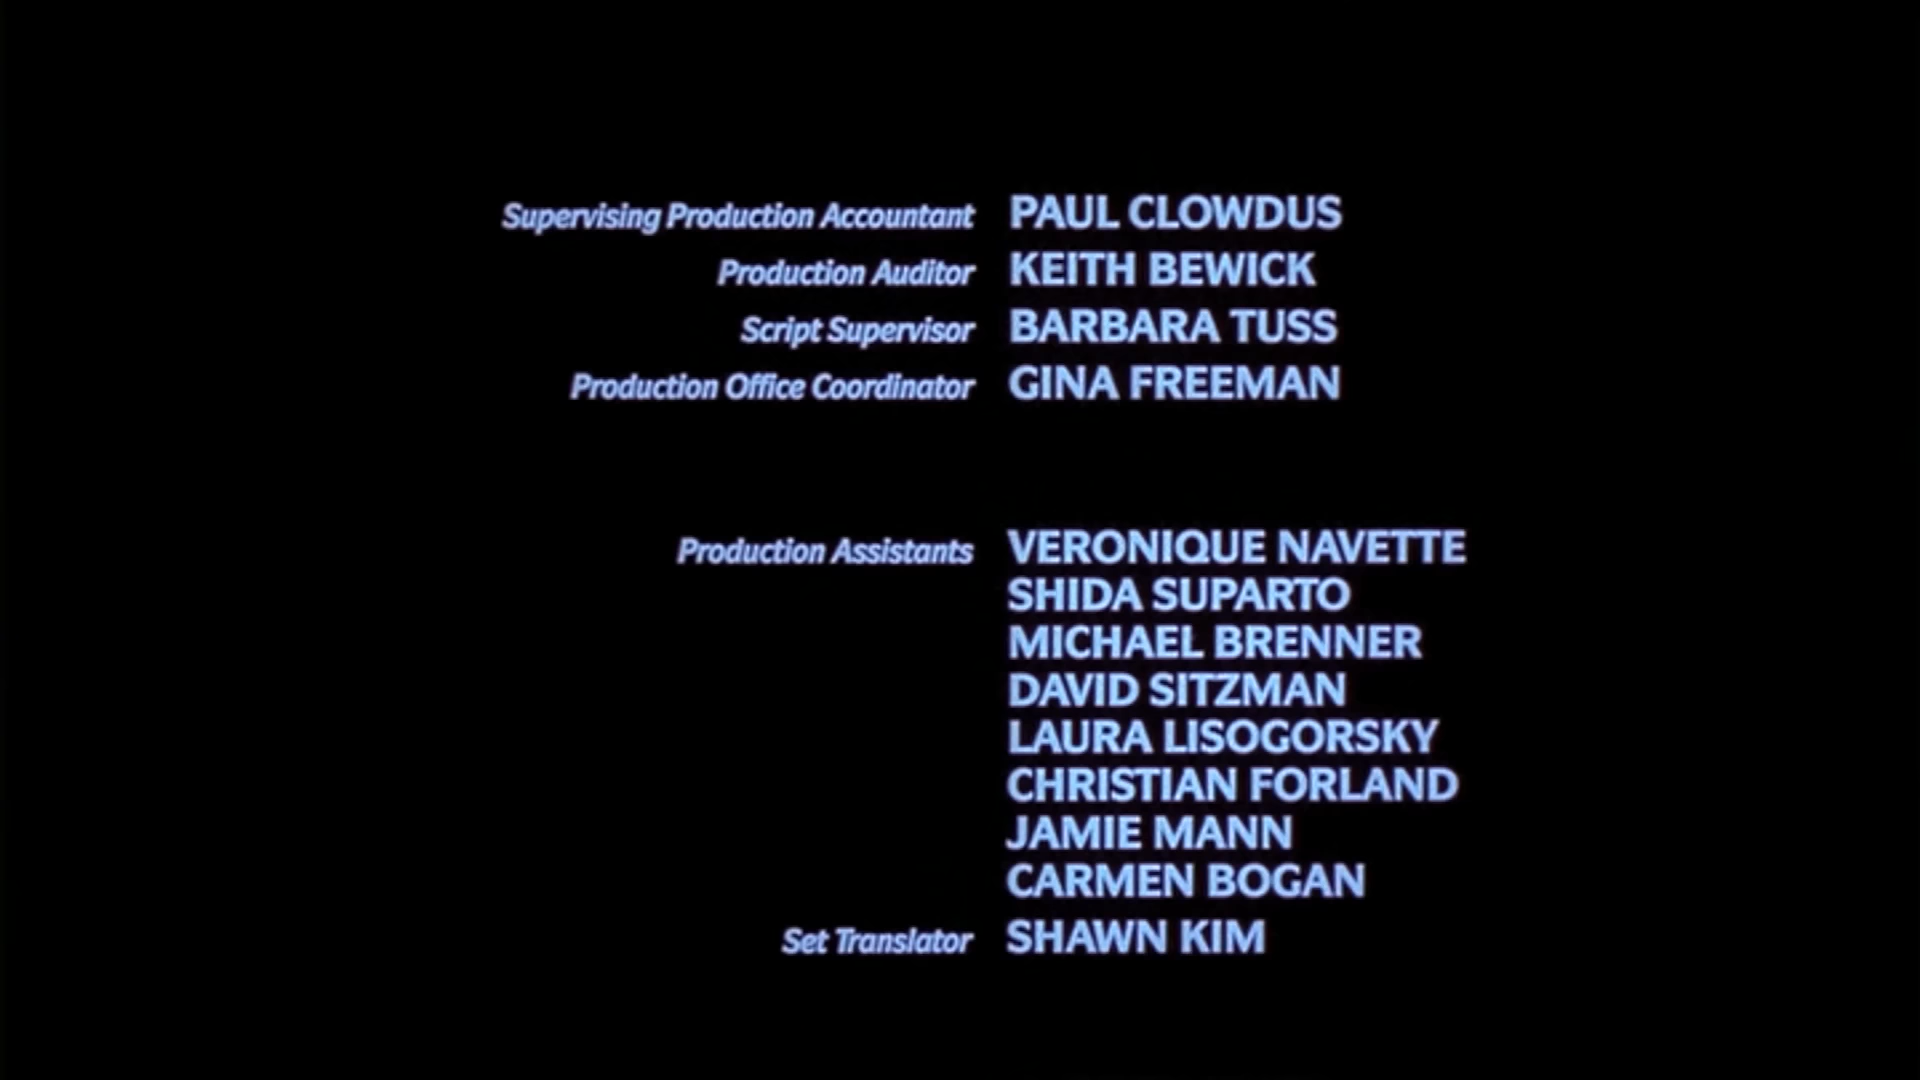 Supervising Production Accountant PAUL CLOWDUS
Production Auditor KEITH BEWICK
Script Supervisor BARBARA TUSS
Production Office Coordinator GINA FREEMAN
Production Assistants VERONIQUE NAVETTE
SHIDA SUPARTO
MICHAEL BRENNER
DAVID SITZMAN
LAURA LISOGORSKY
CHRISTIAN FORLAND
JAMIE MANN
CARMEN BOGAN
Set Translator SHAWN KIM